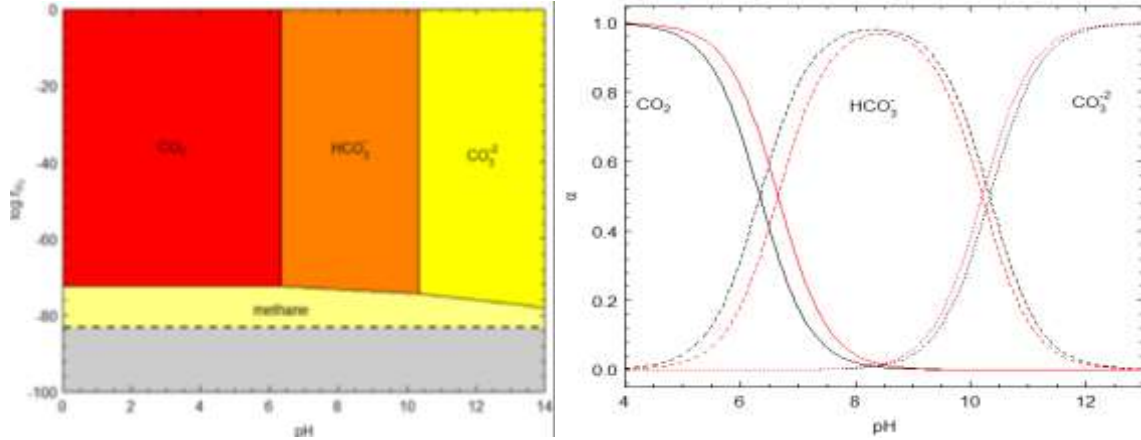 0
-20
-40
-60
-80
-100
log f O₂
CO₂
HCO₃⁻
CO₃⁻²
methane
0 2 4 6 8 10 12 14
pH
1.0
0.8
0.6
0.4
0.2
0.0
α
CO₂
HCO₃⁻
CO₃⁻²
4 6 8 10 12
pH